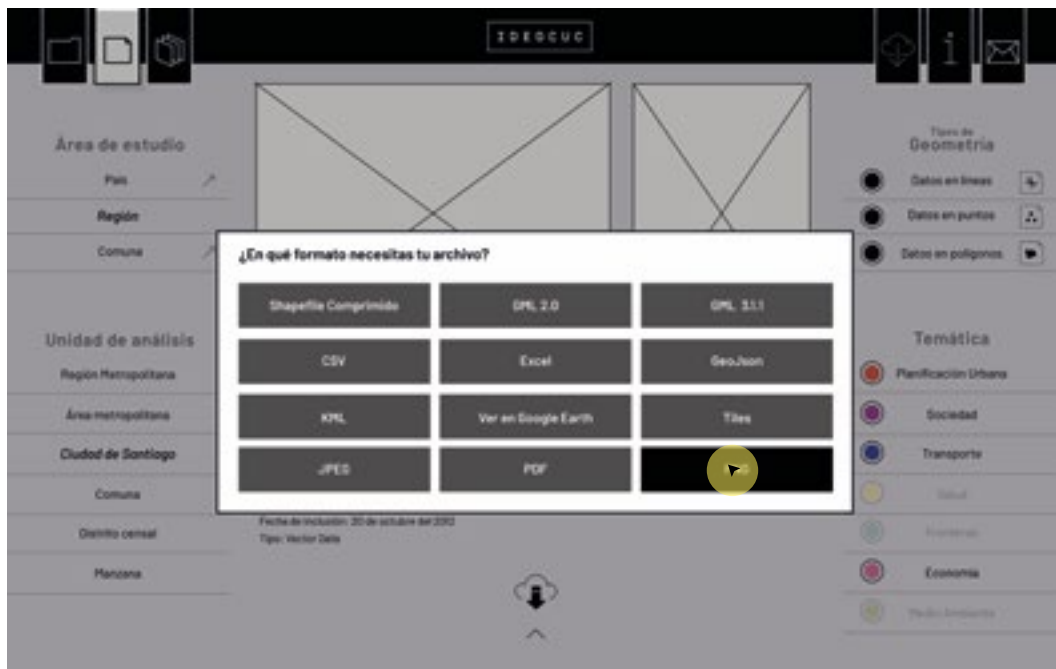 IDEOCUC
Área de estudio
País
Región
Comuna
Unidad de análisis
Región Metropolitana
Área metropolitana
Ciudad de Santiago
Comuna
Distrito censal
Manzana
¿En qué formato necesitas tu archivo?
Shapefile Comprimido
GML 2.0
GML 3.1.1
CSV
Excel
GeoJson
KML
Ver en Google Earth
Tiles
JPEG
PDF
Fecha de inclusión: 20 de octubre del 2012
Tipo: Vector Data
Tipos de
Geometría
Datos en líneas
Datos en puntos
Datos en polígonos
Temática
Planificación Urbana
Sociedad
Transporte
Salud
Economía
Medio Ambiente